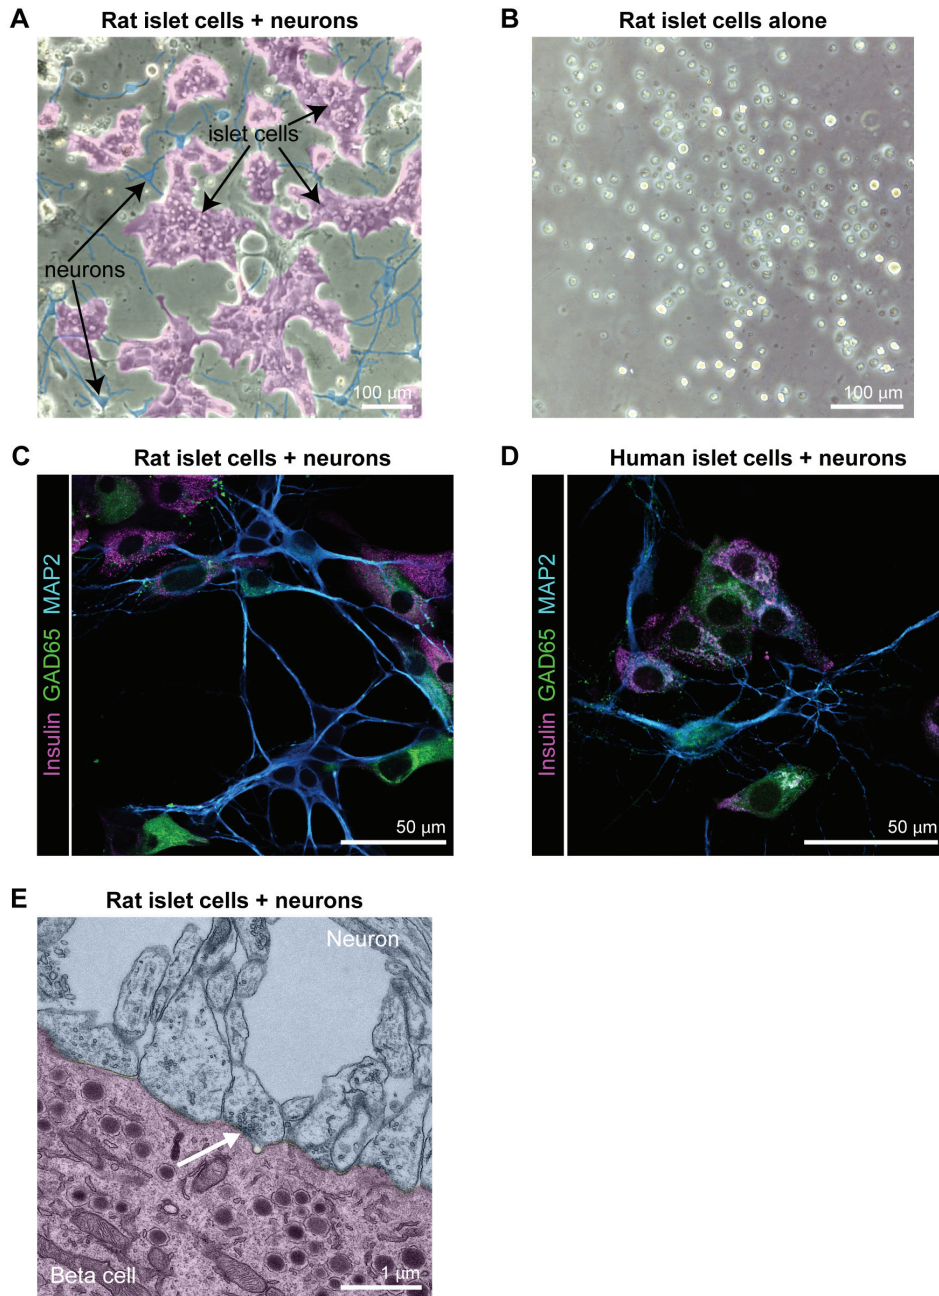 A
Rat islet cells + neurons
islet cells
neurons
100 µm
B
Rat islet cells alone
100 µm
C
Rat islet cells + neurons
Insulin GAD65 MAP2
50 µm
D
Human islet cells + neurons
Insulin GAD65 MAP2
50 µm
E
Rat islet cells + neurons
Neuron
Beta cell
1 µm